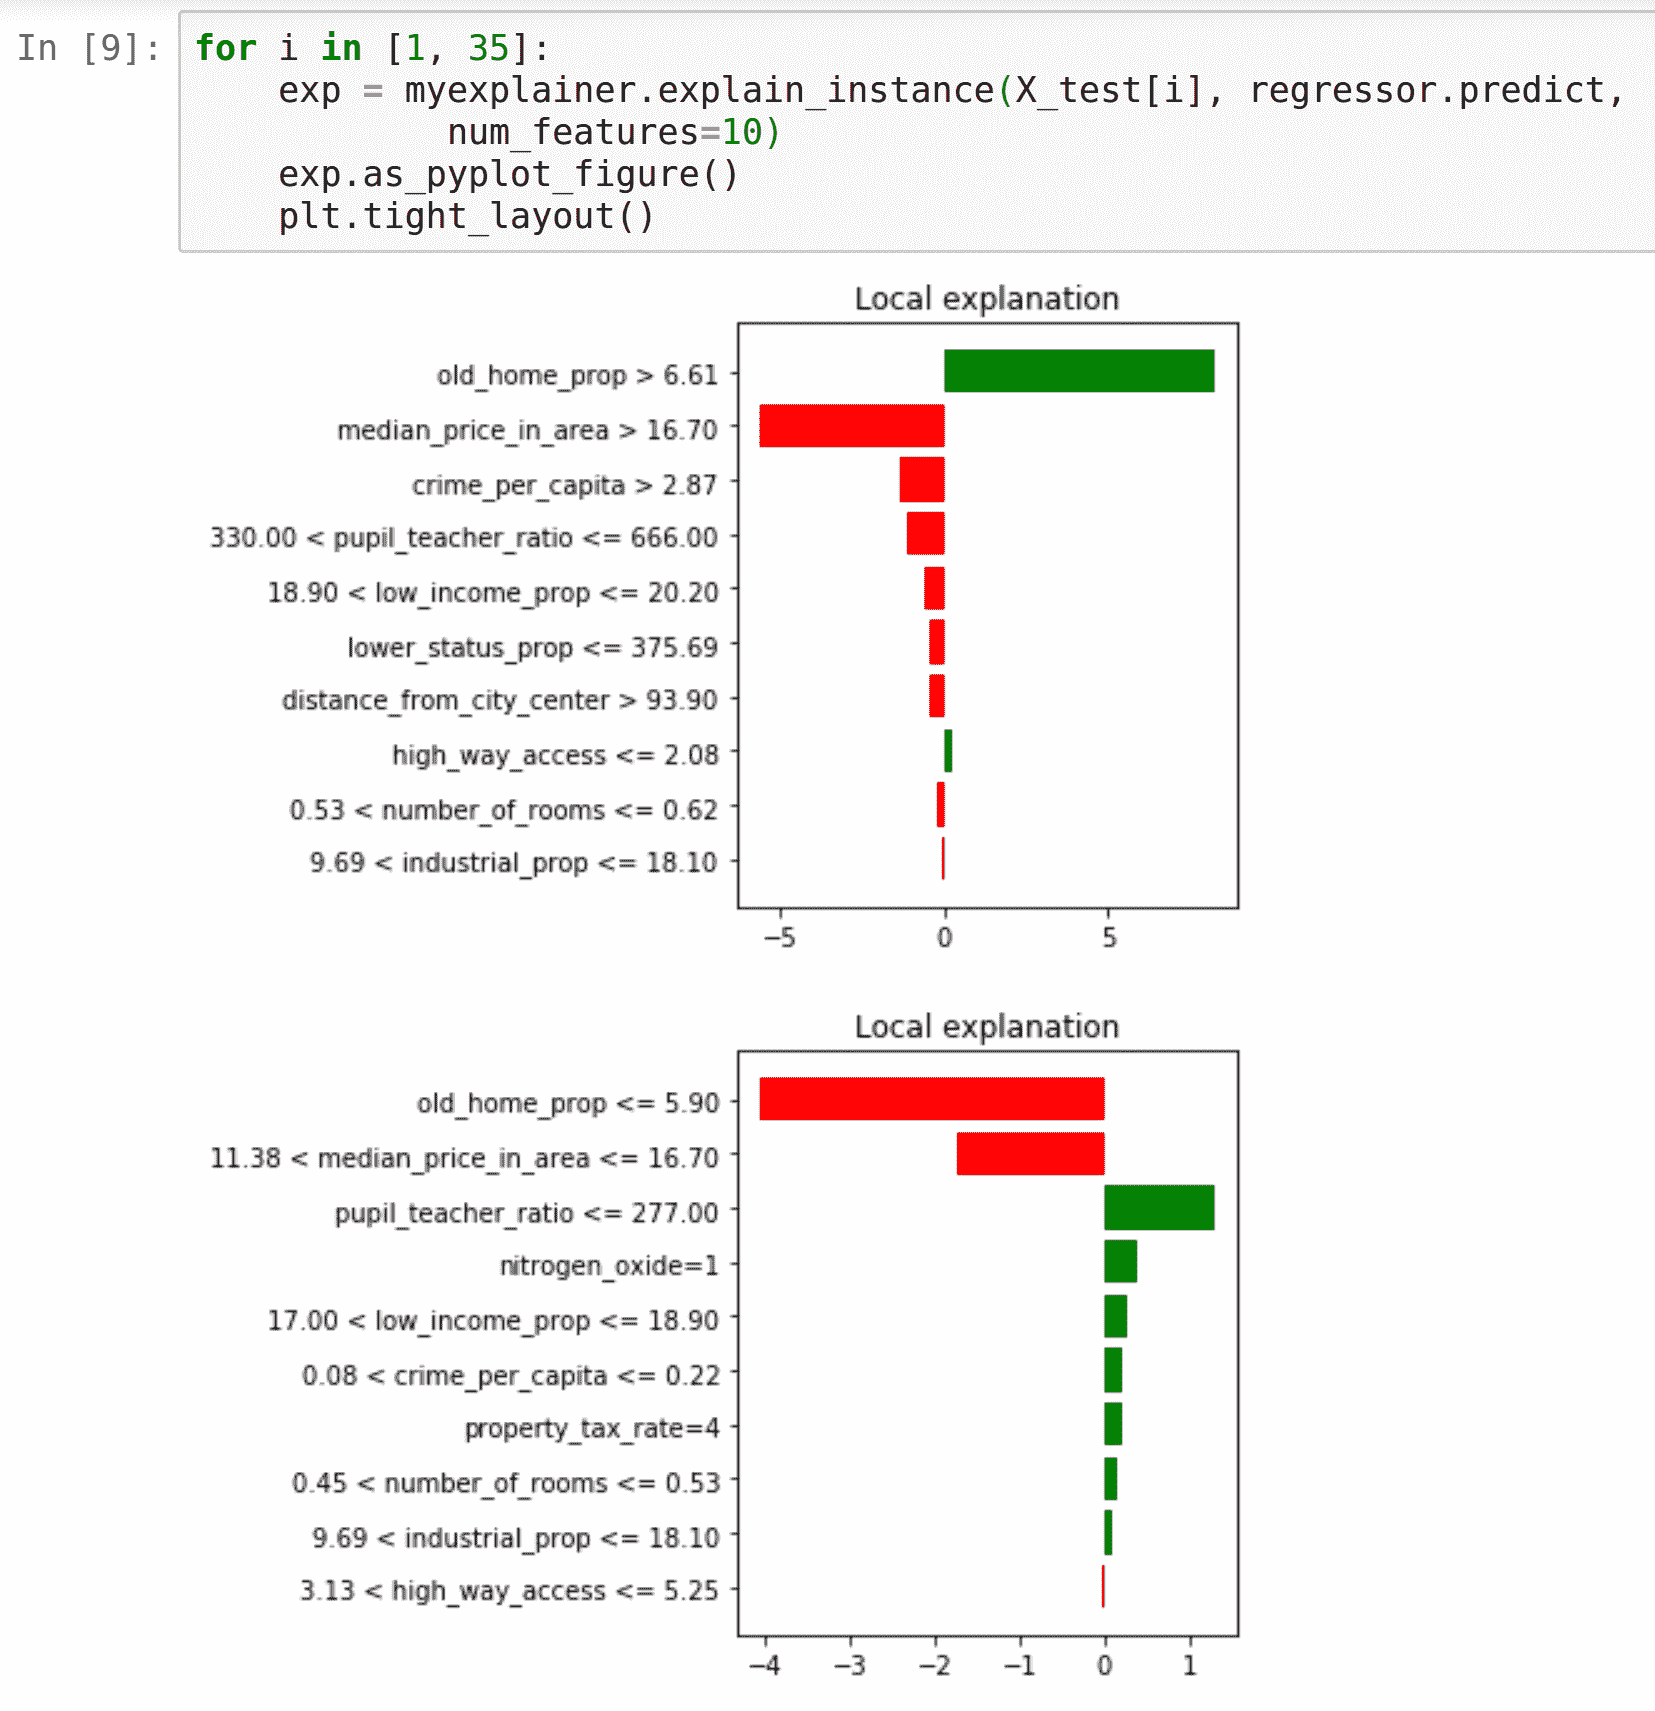 In [9]:
for i in [1, 35]:
    exp = myexplainer.explain_instance(X_test[i], regressor.predict,
            num_features=10)
    exp.as_pyplot_figure()
    plt.tight_layout()
Local explanation
old_home_prop > 6.61
median_price_in_area > 16.70
crime_per_capita > 2.87
330.00 < pupil_teacher_ratio <= 666.00
18.90 < low_income_prop <= 20.20
lower_status_prop <= 375.69
distance_from_city_center > 93.90
high_way_access <= 2.08
0.53 < number_of_rooms <= 0.62
9.69 < industrial_prop <= 18.10
−5 0 5
Local explanation
old_home_prop <= 5.90
11.38 < median_price_in_area <= 16.70
pupil_teacher_ratio <= 277.00
nitrogen_oxide=1
17.00 < low_income_prop <= 18.90
0.08 < crime_per_capita <= 0.22
property_tax_rate=4
0.45 < number_of_rooms <= 0.53
9.69 < industrial_prop <= 18.10
3.13 < high_way_access <= 5.25
−4 −3 −2 −1 0 1